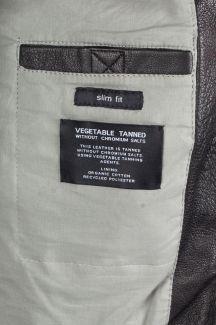 slim fit
VEGETABLE TANNED
WITHOUT CHROMIUM SALTS
THIS LEATHER IS TANNED
WITHOUT CHROMIUM SALTS
USING VEGETABLE TANNING
AGENTS.
LINING:
ORGANIC COTTON
RECYCLED POLYESTER